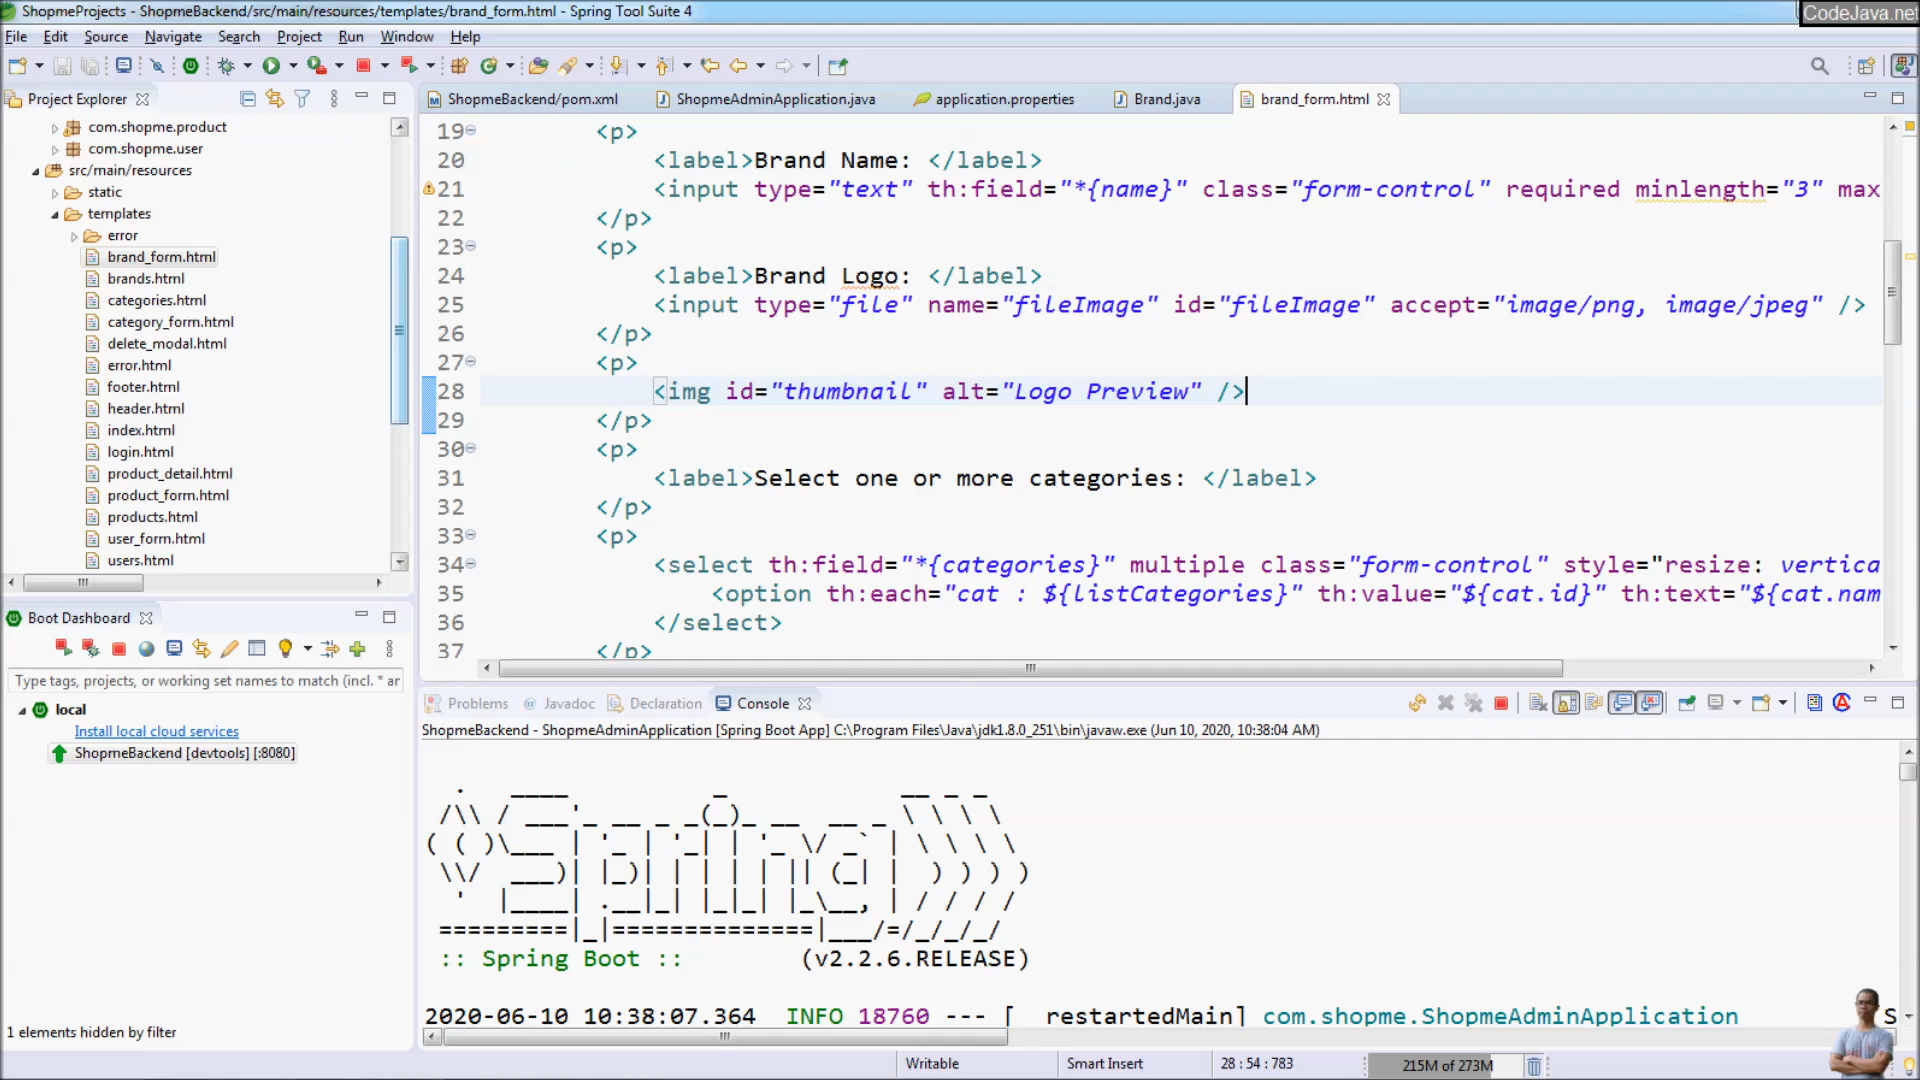 ShopmeProjects - ShopmeBackend/src/main/resources/templates/brand_form.html - Spring Tool Suite 4
CodeJava.net
File Edit Source Navigate Search Project Run Window Help
Project Explorer
com.shopme.product
com.shopme.user
src/main/resources
static
templates
error
brand_form.html
brands.html
categories.html
category_form.html
delete_modal.html
error.html
footer.html
header.html
index.html
login.html
product_detail.html
product_form.html
products.html
user_form.html
users.html
Boot Dashboard
Type tags, projects, or working set names to match (incl. * ar
local
Install local cloud services
ShopmeBackend [devtools] [:8080]
1 elements hidden by filter
ShopmeBackend/pom.xml ShopmeAdminApplication.java application.properties Brand.java brand_form.html
19 <p>
20 <label>Brand Name: </label>
21 <input type="text" th:field="*{name}" class="form-control" required minlength="3" max
22 </p>
23 <p>
24 <label>Brand Logo: </label>
25 <input type="file" name="fileImage" id="fileImage" accept="image/png, image/jpeg" />
26 </p>
27 <p>
28 <img id="thumbnail" alt="Logo Preview" />
29 </p>
30 <p>
31 <label>Select one or more categories: </label>
32 </p>
33 <p>
34 <select th:field="*{categories}" multiple class="form-control" style="resize: vertica
35 <option th:each="cat : ${listCategories}" th:value="${cat.id}" th:text="${cat.nam
36 </select>
37 </p>
Problems @ Javadoc Declaration Console
ShopmeBackend - ShopmeAdminApplication [Spring Boot App] C:\Program Files\Java\jdk1.8.0_251\bin\javaw.exe (Jun 10, 2020, 10:38:04 AM)
Spring
:: Spring Boot :: (v2.2.6.RELEASE)
2020-06-10 10:38:07.364 INFO 18760 --- [ restartedMain] com.shopme.ShopmeAdminApplication S
Writable Smart Insert 28 : 54 : 783 215M of 273M